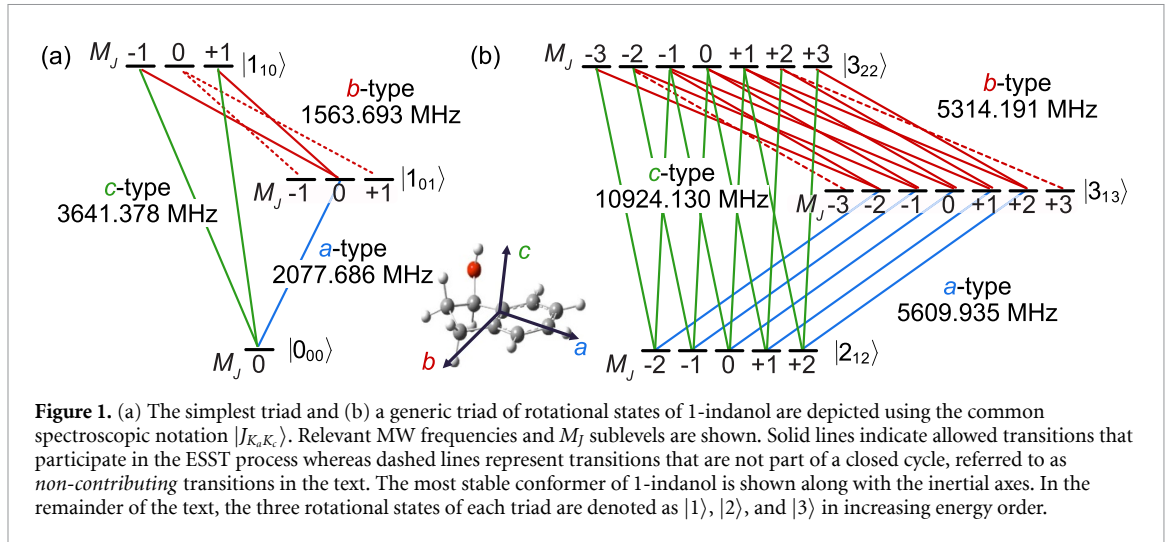 (a) M_J -1 0 +1 |1₁₀⟩
b-type
1563.693 MHz
c-type
3641.378 MHz
M_J -1 0 +1 |1₀₁⟩
a-type
2077.686 MHz
M_J 0 |0₀₀⟩
c
b
a
(b) M_J -3 -2 -1 0 +1 +2 +3 |3₂₂⟩
b-type
5314.191 MHz
c-type
10924.130 MHz
M_J -3 -2 -1 0 +1 +2 +3 |3₁₃⟩
a-type
5609.935 MHz
M_J -2 -1 0 +1 +2 |2₁₂⟩
Figure 1. (a) The simplest triad and (b) a generic triad of rotational states of 1-indanol are depicted using the common
spectroscopic notation |J_{K_aK_c}⟩. Relevant MW frequencies and M_J sublevels are shown. Solid lines indicate allowed transitions that
participate in the ESST process whereas dashed lines represent transitions that are not part of a closed cycle, referred to as
non-contributing transitions in the text. The most stable conformer of 1-indanol is shown along with the inertial axes. In the
remainder of the text, the three rotational states of each triad are denoted as |1⟩, |2⟩, and |3⟩ in increasing energy order.